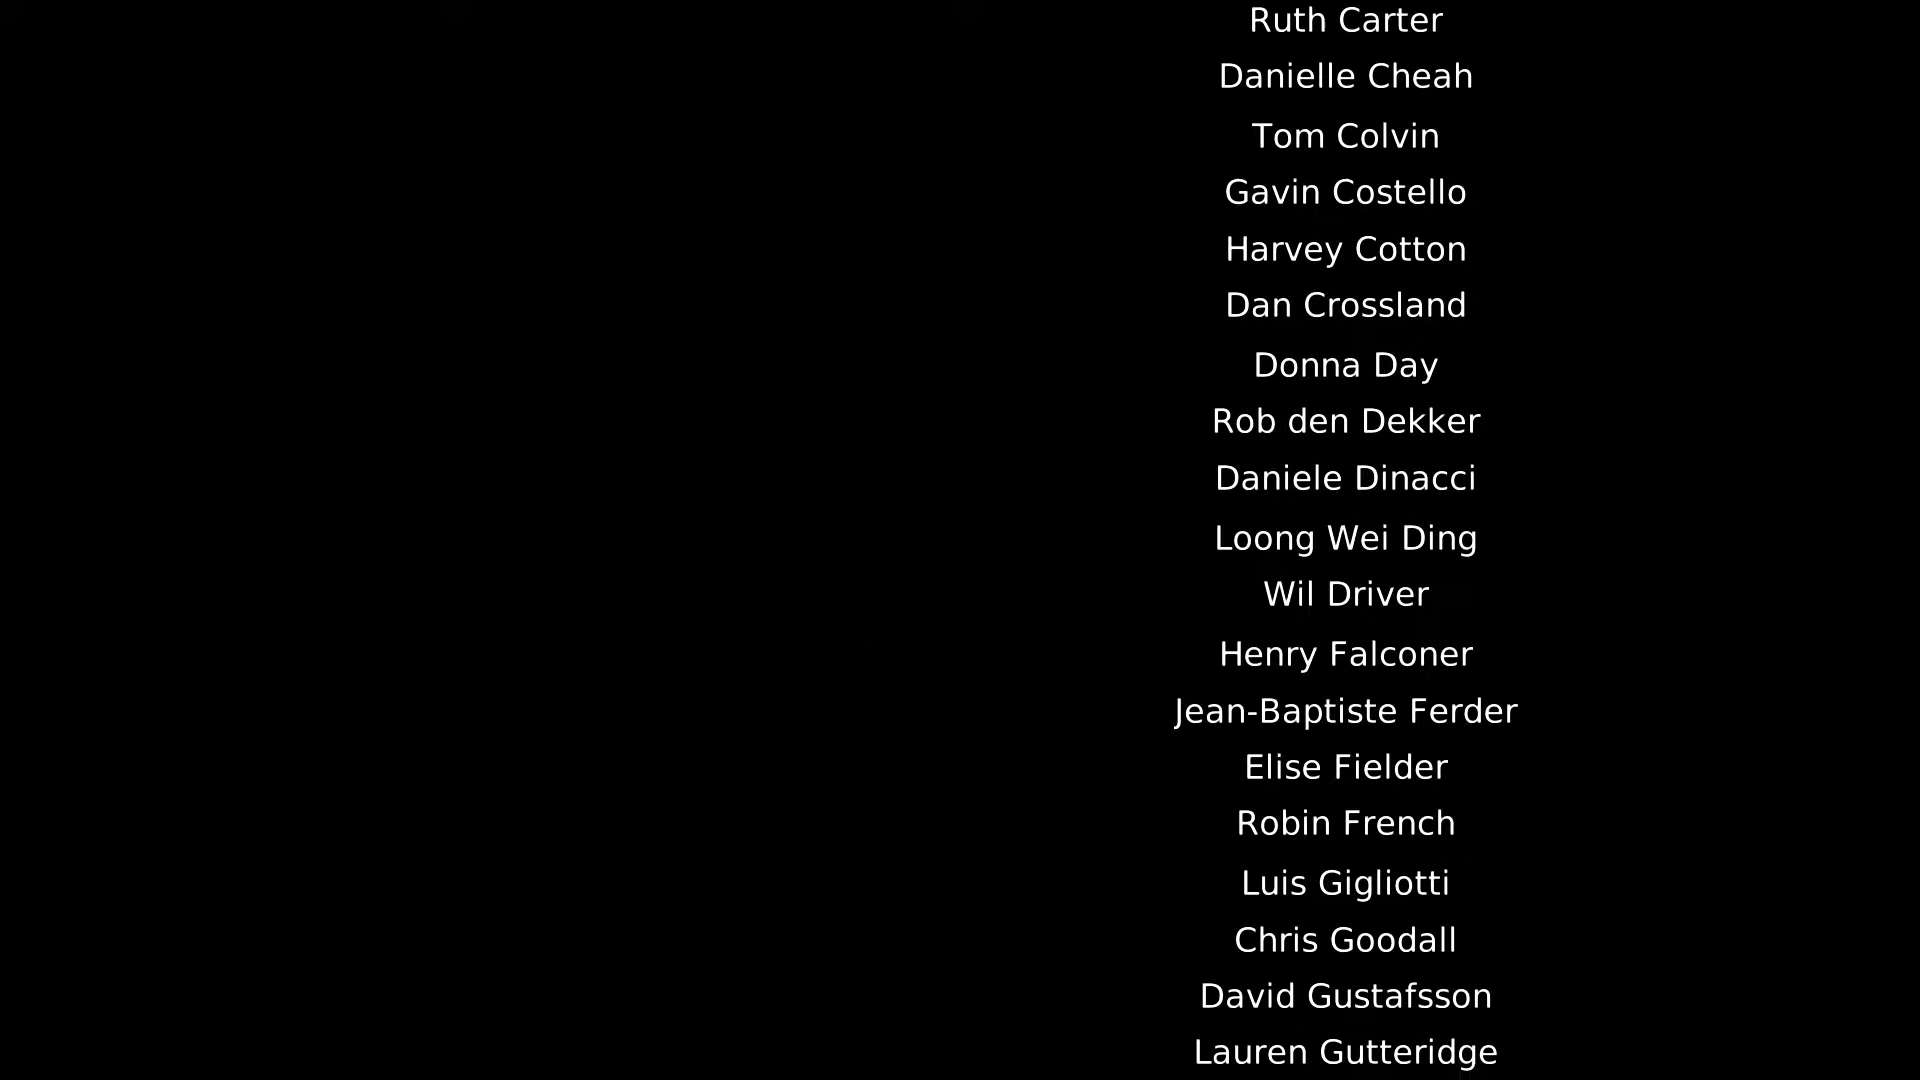 Ruth Carter
Danielle Cheah
Tom Colvin
Gavin Costello
Harvey Cotton
Dan Crossland
Donna Day
Rob den Dekker
Daniele Dinacci
Loong Wei Ding
Wil Driver
Henry Falconer
Jean-Baptiste Ferder
Elise Fielder
Robin French
Luis Gigliotti
Chris Goodall
David Gustafsson
Lauren Gutteridge